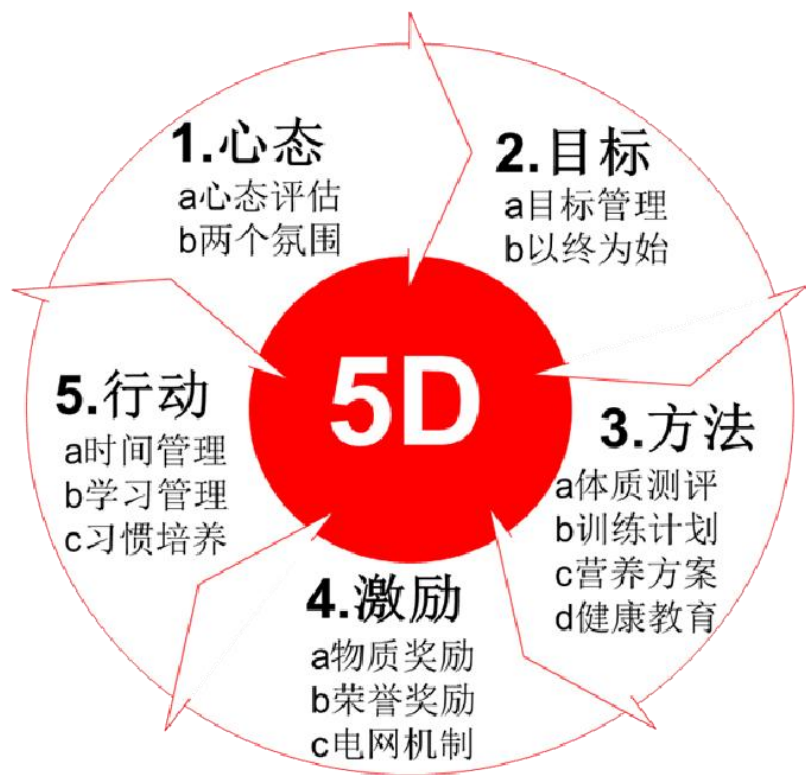 1.心态
a心态评估
b两个氛围
2.目标
a目标管理
b以终为始
3.方法
a体质测评
b训练计划
c营养方案
d健康教育
4.激励
a物质奖励
b荣誉奖励
c电网机制
5.行动
a时间管理
b学习管理
c习惯培养
5D